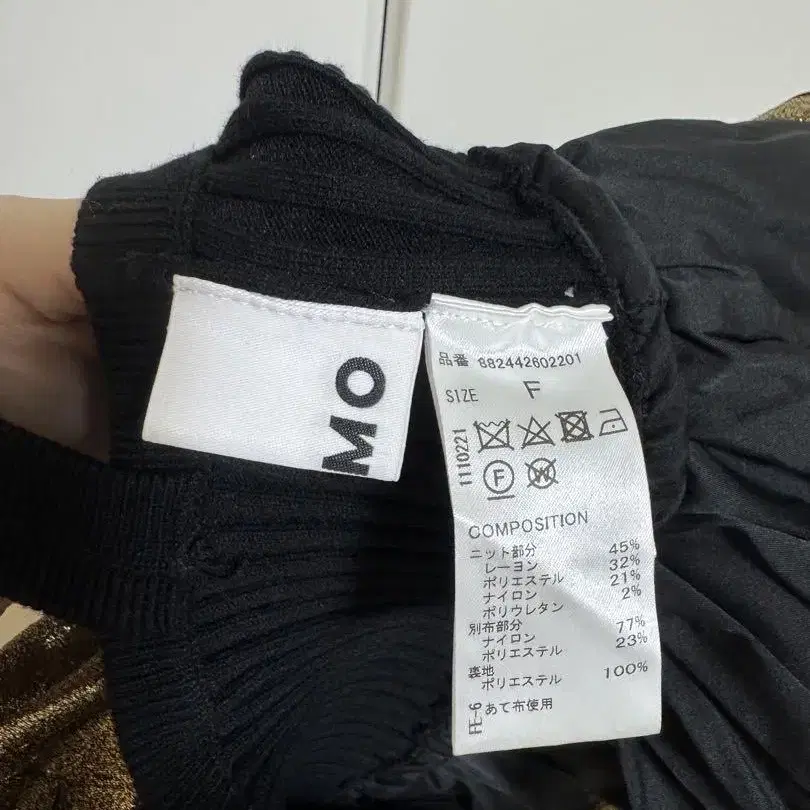 MO
品番 882442602201
SIZE F
1110221
F
W
COMPOSITION
ニット部分
レーヨン 45%
ポリエステル 32%
ナイロン 21%
ポリウレタン 2%
別布部分
ナイロン 77%
ポリエステル 23%
裏地
ポリエステル 100%
FE-6 あて布使用